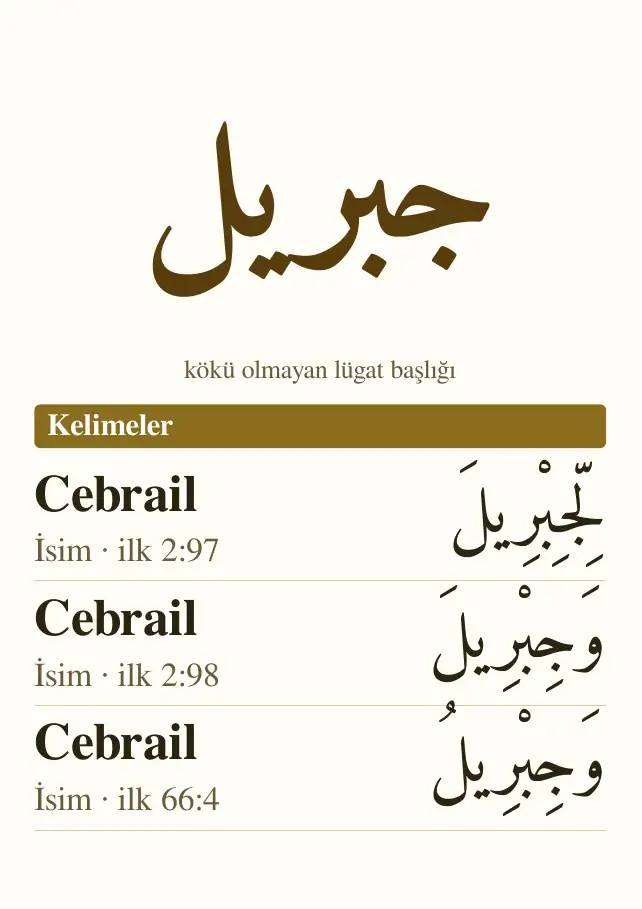 جبريل
kökü olmayan lügat başlığı
Kelimeler
Cebrail لِّجِبْرِيلَ
İsim · ilk 2:97
Cebrail وَجِبْرِيلَ
İsim · ilk 2:98
Cebrail وَجِبْرِيلُ
İsim · ilk 66:4